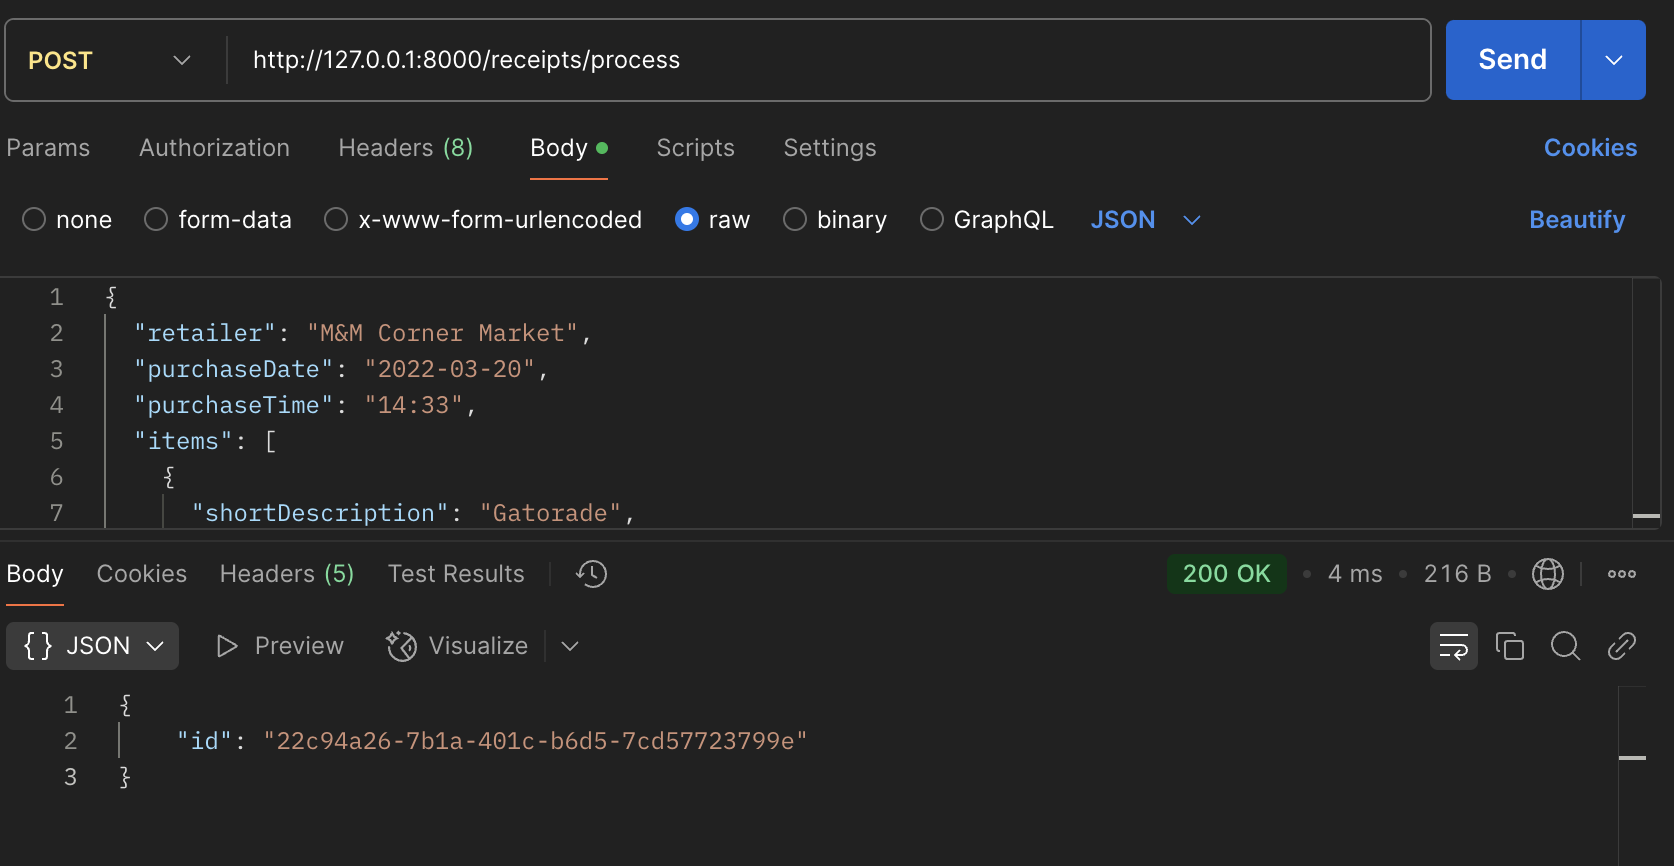 POST http://127.0.0.1:8000/receipts/process Send
Params Authorization Headers (8) Body Scripts Settings Cookies
none form-data x-www-form-urlencoded raw binary GraphQL JSON Beautify
1 {
2 "retailer": "M&M Corner Market",
3 "purchaseDate": "2022-03-20",
4 "purchaseTime": "14:33",
5 "items": [
6 {
7 "shortDescription": "Gatorade",
Body Cookies Headers (5) Test Results 200 OK • 4 ms • 216 B •
{} JSON Preview Visualize
1 {
2 "id": "22c94a26-7b1a-401c-b6d5-7cd57723799e"
3 }